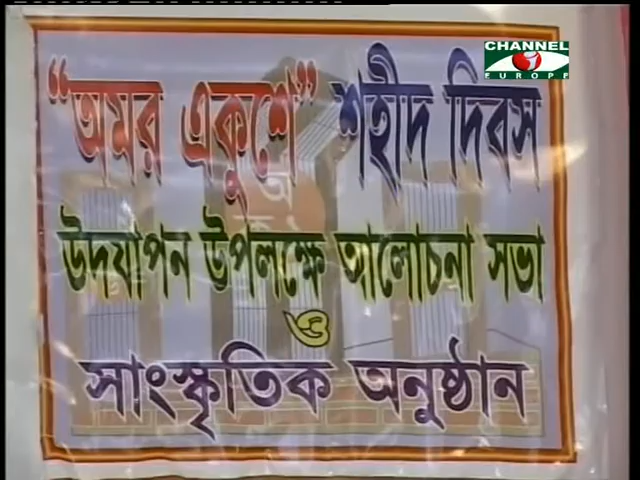 CHANNEL i
EUROPE
“অমর একুশে” শহীদ দিবস
উদযাপন উপলক্ষে আলোচনা সভা
ও
সাংস্কৃতিক অনুষ্ঠান